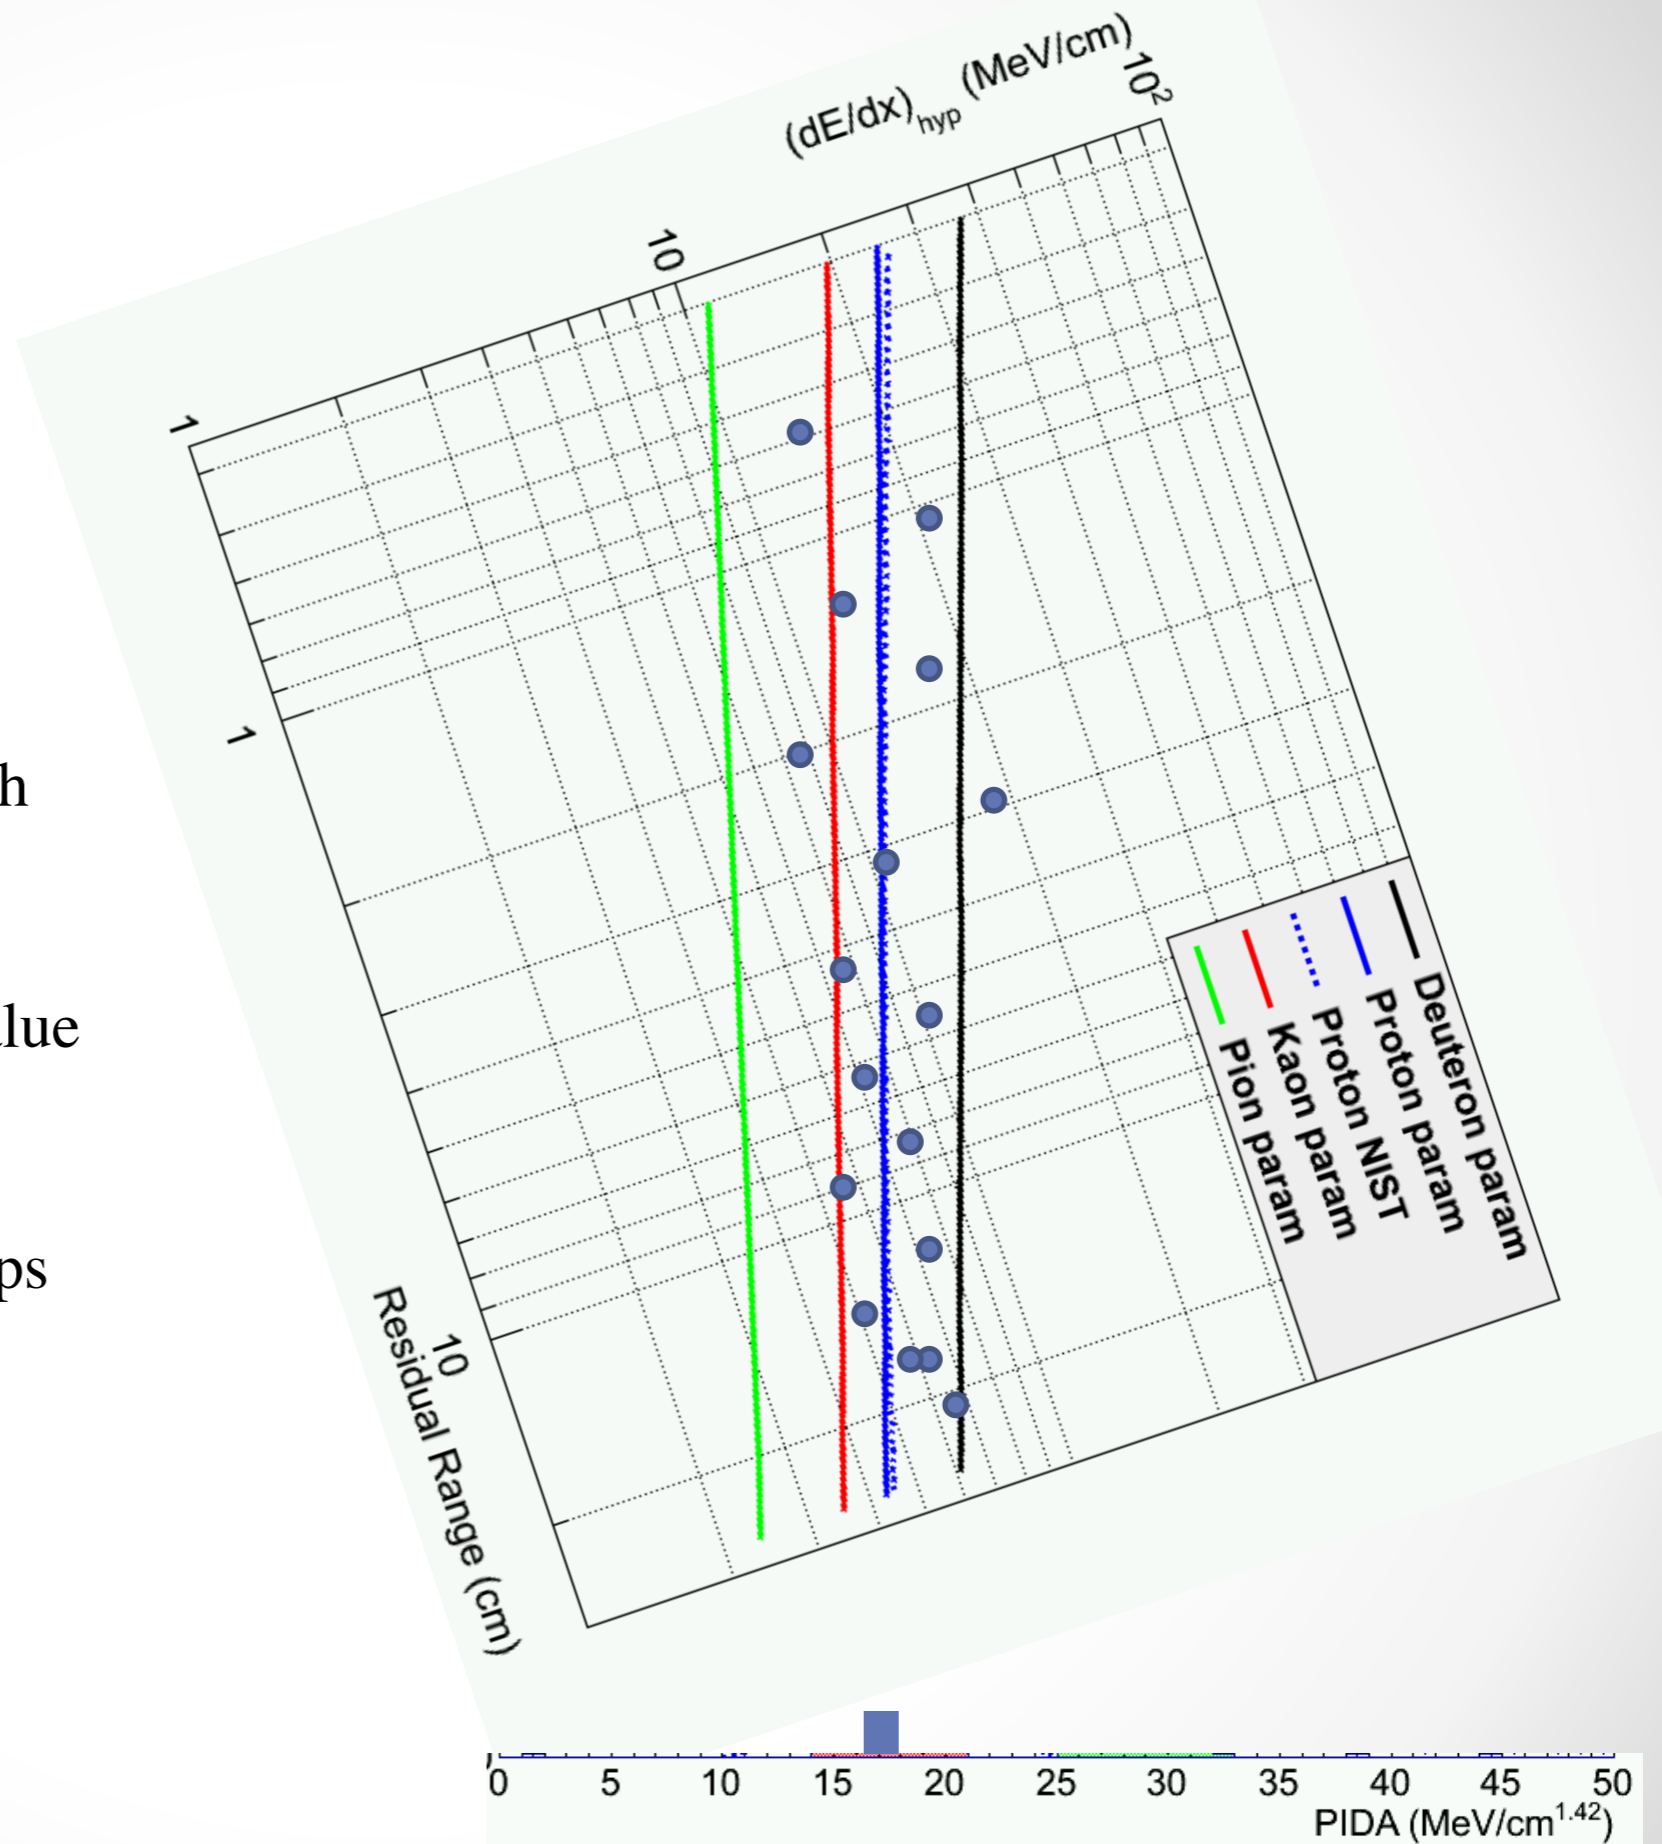 (dE/dx)hyp (MeV/cm)
10²
10
1
1
10
Residual Range (cm)
Deuteron param
Proton param
Proton NIST
Kaon param
Pion param
h
lue
ps
0 5 10 15 20 25 30 35 40 45 50
PIDA (MeV/cm^1.42)